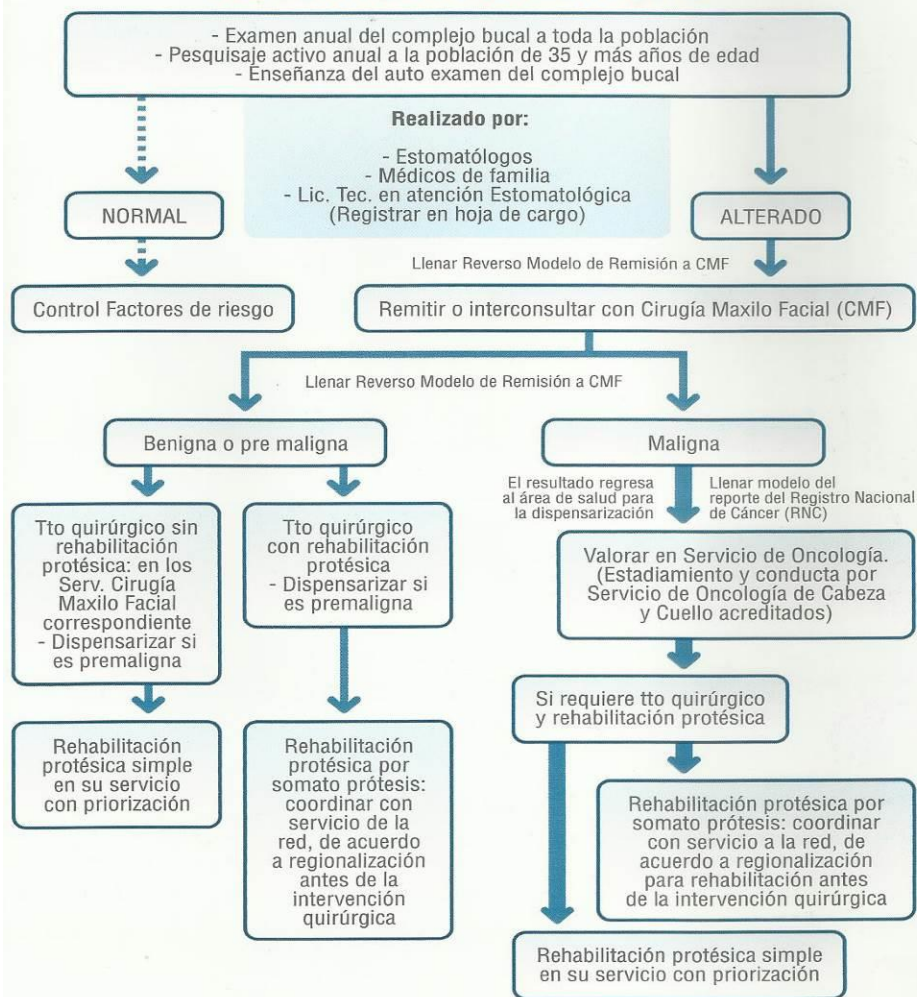 - Examen anual del complejo bucal a toda la población
- Pesquisaje activo anual a la población de 35 y más años de edad
- Enseñanza del auto examen del complejo bucal
Realizado por:
- Estomatólogos
- Médicos de familia
- Lic. Tec. en atención Estomatológica
(Registrar en hoja de cargo)
NORMAL
ALTERADO
Llenar Reverso Modelo de Remisión a CMF
Control Factores de riesgo
Remitir o interconsultar con Cirugía Maxilo Facial (CMF)
Llenar Reverso Modelo de Remisión a CMF
Benigna o pre maligna
Maligna
El resultado regresa
al área de salud para
la dispensarización
Llenar modelo del
reporte del Registro Nacional
de Cáncer (RNC)
Tto quirúrgico sin
rehabilitación
protésica: en los
Serv. Cirugía
Maxilo Facial
correspondiente
- Dispensarizar si
es premaligna
Tto quirúrgico
con rehabilitación
protésica
- Dispensarizar si
es premaligna
Valorar en Servicio de Oncología.
(Estadiamiento y conducta por
Servicio de Oncología de Cabeza
y Cuello acreditados)
Si requiere tto quirúrgico
y rehabilitación protésica
Rehabilitación
protésica simple
en su servicio
con priorización
Rehabilitación
protésica por
somato prótesis:
coordinar con
servicio de la
red, de acuerdo
a regionalización
antes de la
intervención
quirúrgica
Rehabilitación protésica por
somato prótesis: coordinar
con servicio a la red, de
acuerdo a regionalización
para rehabilitación antes
de la intervención quirúrgica
Rehabilitación protésica simple
en su servicio con priorización